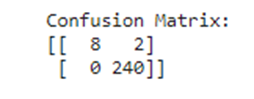 Confusion Matrix:
[[  8   2]
 [  0 240]]